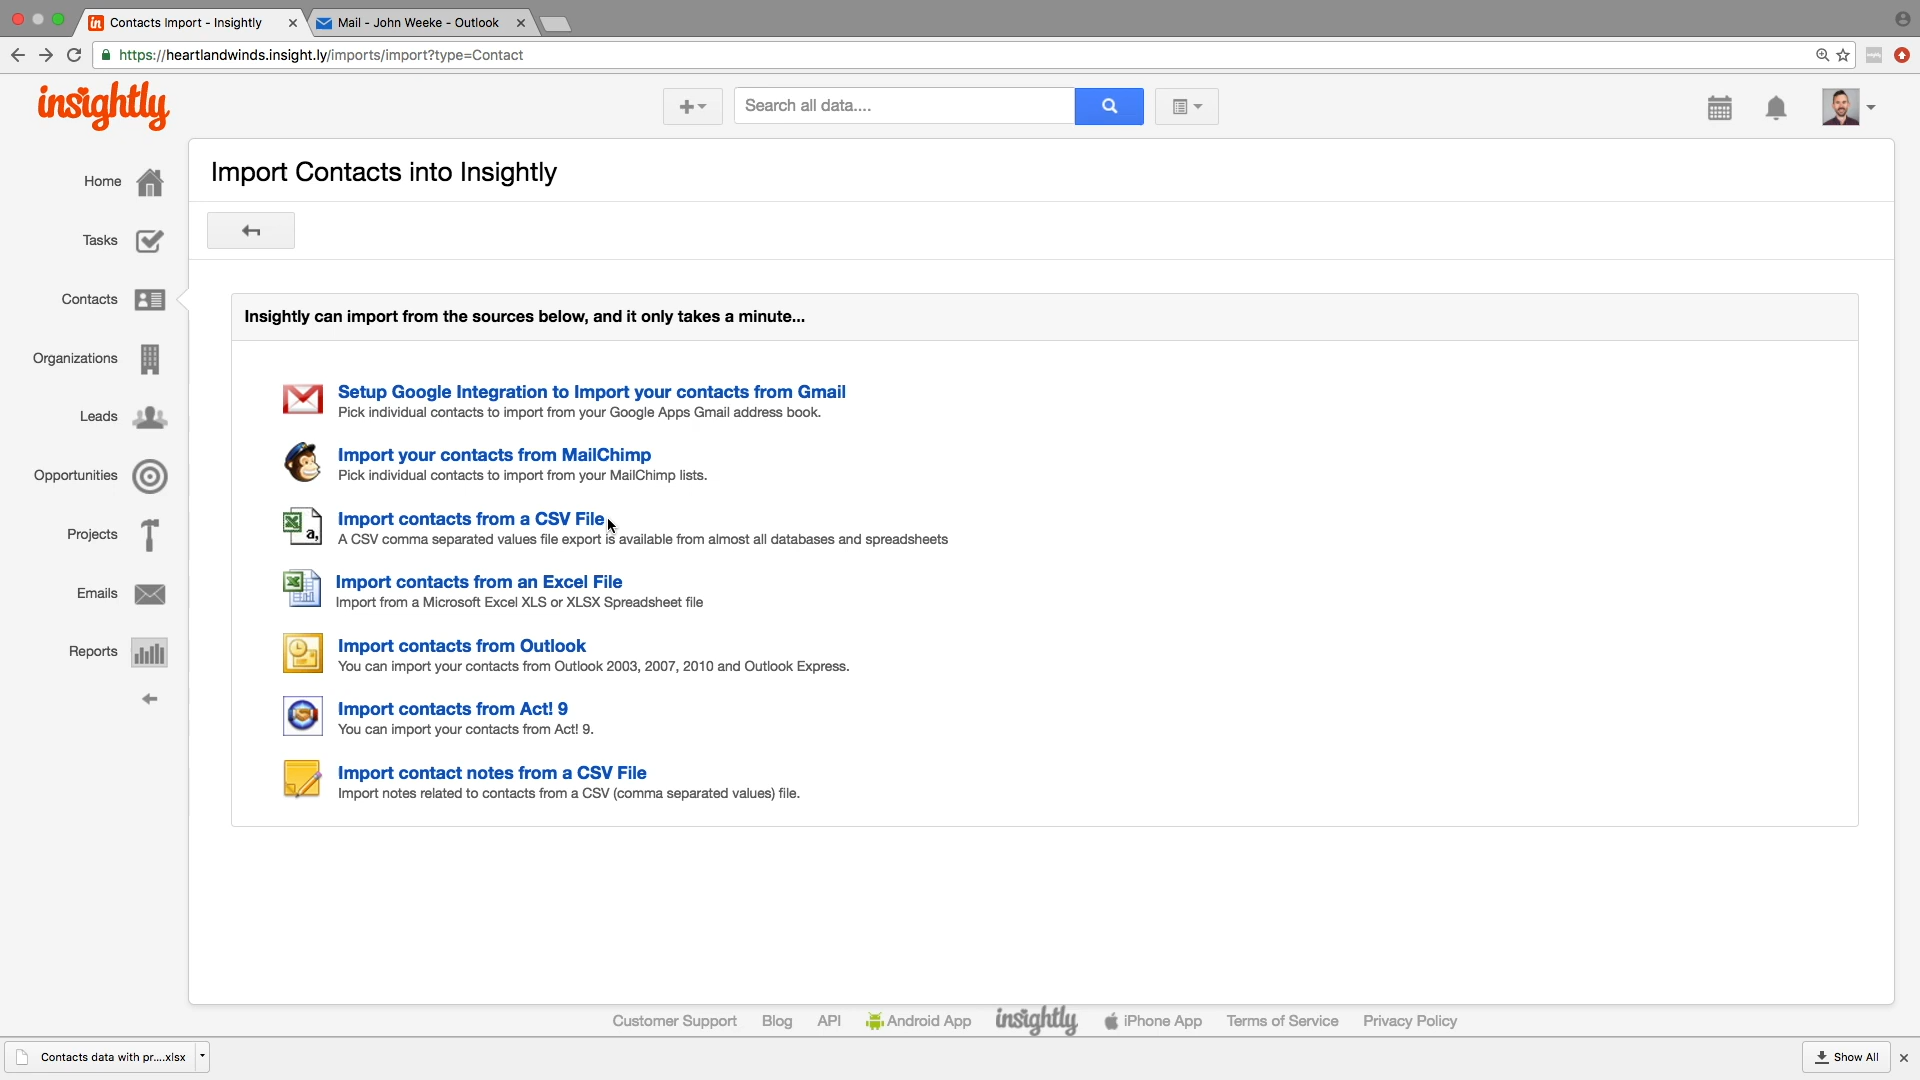 Contacts Import - Insightly
Mail - John Weeke - Outlook
https://heartlandwinds.insight.ly/imports/import?type=Contact
insightly
Search all data....
Home
Tasks
Contacts
Organizations
Leads
Opportunities
Projects
Emails
Reports
Import Contacts into Insightly
Insightly can import from the sources below, and it only takes a minute...
Setup Google Integration to Import your contacts from Gmail
Pick individual contacts to import from your Google Apps Gmail address book.
Import your contacts from MailChimp
Pick individual contacts to import from your MailChimp lists.
Import contacts from a CSV File
A CSV comma separated values file export is available from almost all databases and spreadsheets
Import contacts from an Excel File
Import from a Microsoft Excel XLS or XLSX Spreadsheet file
Import contacts from Outlook
You can import your contacts from Outlook 2003, 2007, 2010 and Outlook Express.
Import contacts from Act! 9
You can import your contacts from Act! 9.
Import contact notes from a CSV File
Import notes related to contacts from a CSV (comma separated values) file.
Customer Support Blog API Android App insightly iPhone App Terms of Service Privacy Policy
Contacts data with pr....xlsx
Show All